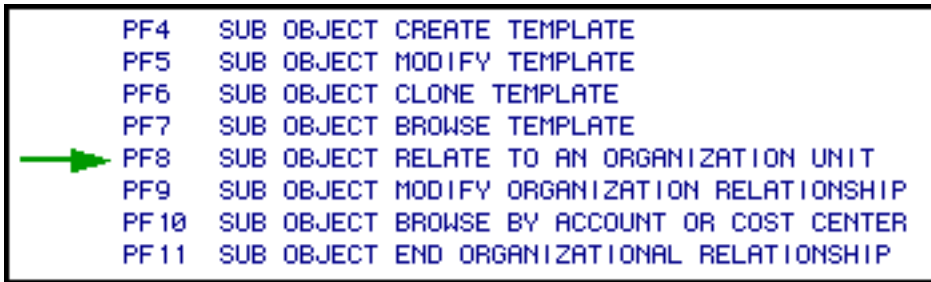 PF4 SUB OBJECT CREATE TEMPLATE
PF5 SUB OBJECT MODIFY TEMPLATE
PF6 SUB OBJECT CLONE TEMPLATE
PF7 SUB OBJECT BROWSE TEMPLATE
PF8 SUB OBJECT RELATE TO AN ORGANIZATION UNIT
PF9 SUB OBJECT MODIFY ORGANIZATION RELATIONSHIP
PF10 SUB OBJECT BROWSE BY ACCOUNT OR COST CENTER
PF11 SUB OBJECT END ORGANIZATIONAL RELATIONSHIP